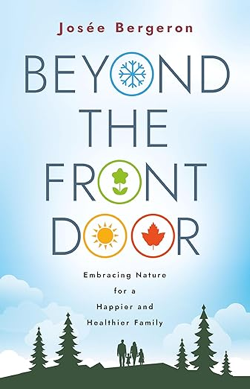 Josée Bergeron
BEYOND
THE
FRONT
DOOR
Embracing Nature
for a
Happier and
Healthier Family